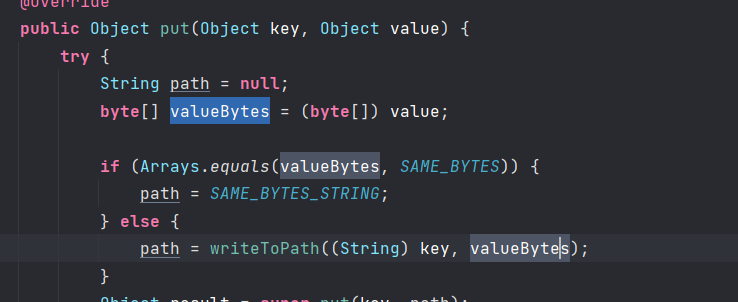 @Override
public Object put(Object key, Object value) {
try {
String path = null;
byte[] valueBytes = (byte[]) value;
if (Arrays.equals(valueBytes, SAME_BYTES)) {
path = SAME_BYTES_STRING;
} else {
path = writeToPath((String) key, valueBytes);
}
Object result = super.put(key, path);